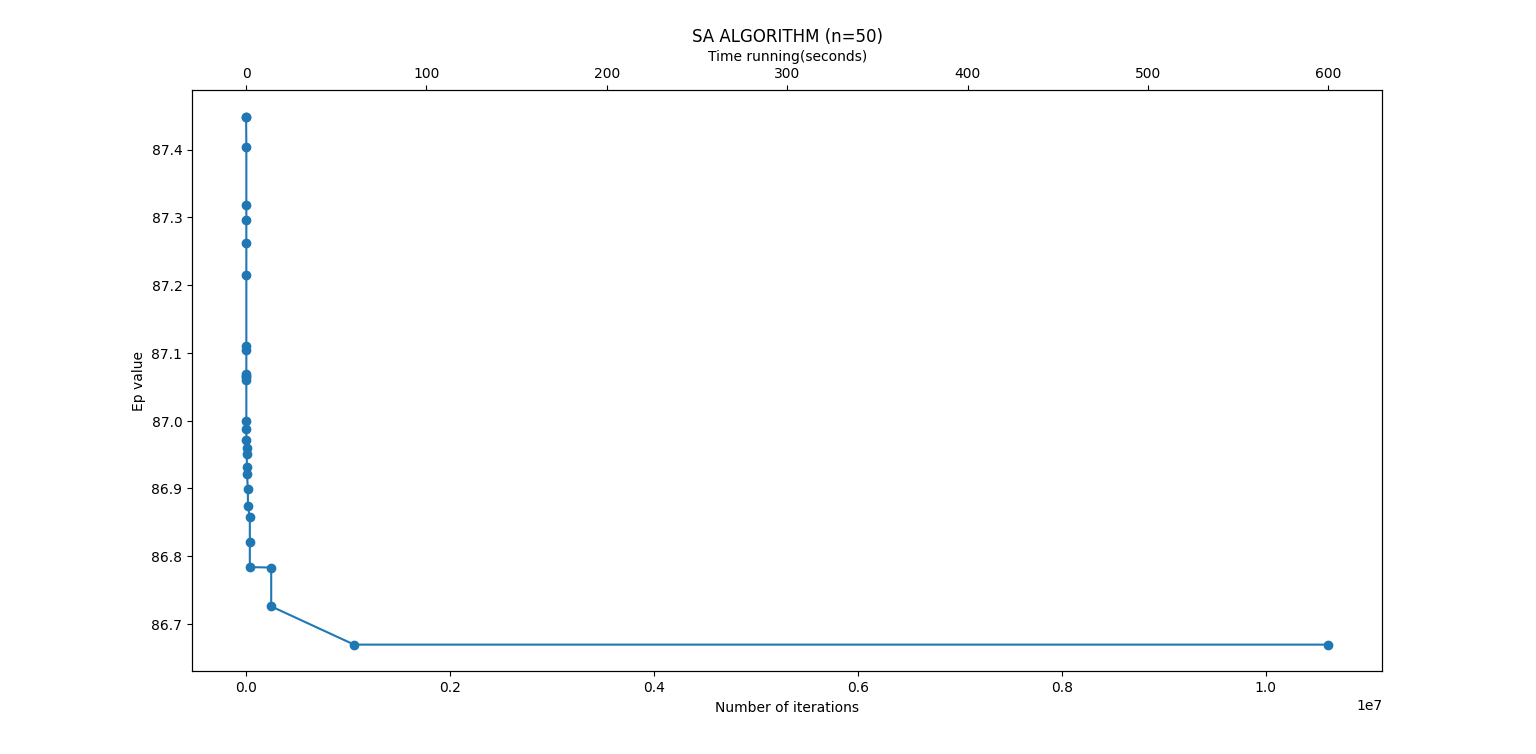 SA ALGORITHM (n=50)
Time running(seconds)
0 100 200 300 400 500 600
87.4
87.3
87.2
87.1
87.0
86.9
86.8
86.7
Ep value
0.0 0.2 0.4 0.6 0.8 1.0
1e7
Number of iterations